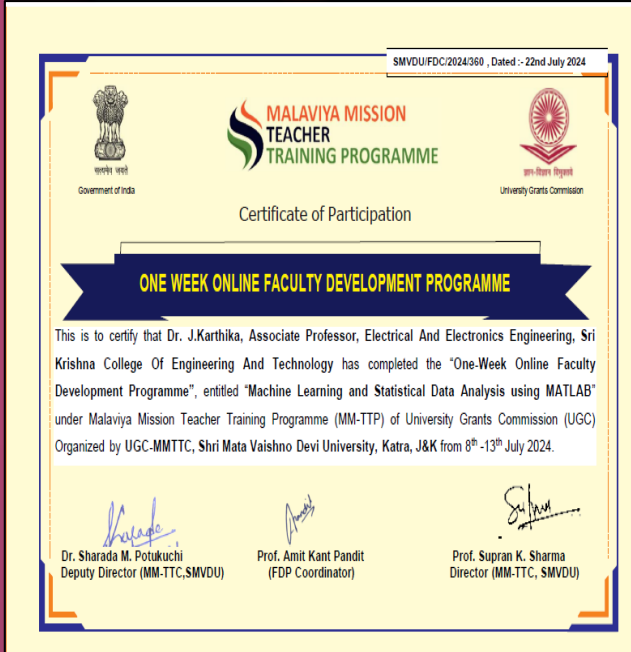 SMVDU/FDC/2024/360 , Dated :- 22nd July 2024
सत्यमेव जयते
Government of India
MALAVIYA MISSION
TEACHER
TRAINING PROGRAMME
ज्ञान-विज्ञान विमुक्तये
University Grants Commission
Certificate of Participation
ONE WEEK ONLINE FACULTY DEVELOPMENT PROGRAMME
This is to certify that Dr. J.Karthika, Associate Professor, Electrical And Electronics Engineering, Sri
Krishna College Of Engineering And Technology has completed the “One-Week Online Faculty
Development Programme”, entitled “Machine Learning and Statistical Data Analysis using MATLAB”
under Malaviya Mission Teacher Training Programme (MM-TTP) of University Grants Commission (UGC)
Organized by UGC-MMTTC, Shri Mata Vaishno Devi University, Katra, J&K from 8th -13th July 2024.
Dr. Sharada M. Potukuchi
Deputy Director (MM-TTC,SMVDU)
Prof. Amit Kant Pandit
(FDP Coordinator)
Prof. Supran K. Sharma
Director (MM-TTC, SMVDU)